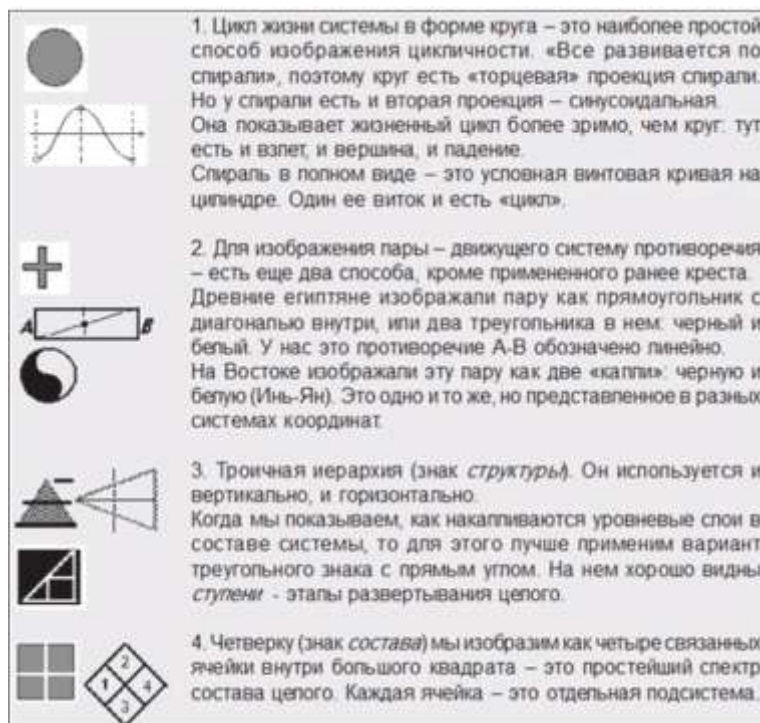 1. Цикл жизни системы в форме круга – это наиболее простой
способ изображения цикличности. «Все развивается по
спирали», поэтому круг есть «торцевая» проекция спирали.
Но у спирали есть и вторая проекция – синусоидальная.
Она показывает жизненный цикл более зримо, чем круг: тут
есть и взлет, и вершина, и падение.
Спираль в полном виде – это условная винтовая кривая на
цилиндре. Один ее виток и есть «цикл».
2. Для изображения пары – движущего систему противоречия
– есть еще два способа, кроме примененного ранее креста.
Древние египтяне изображали пару как прямоугольник с
диагональю внутри, или два треугольника в нем: черный и
белый. У нас это противоречие А-В обозначено линейно.
На Востоке изображали эту пару как две «капли»: черную и
белую (Инь-Ян). Это одно и то же, но представленное в разных
системах координат.
A B
3. Троичная иерархия (знак структуры). Он используется и
вертикально, и горизонтально.
Когда мы показываем, как накапливаются уровневые слои в
составе системы, то для этого лучше применим вариант
треугольного знака с прямым углом. На нем хорошо видны
ступени - этапы развертывания целого.
4. Четверку (знак состава) мы изобразим как четыре связанных
ячейки внутри большого квадрата – это простейший спектр
состава целого. Каждая ячейка – это отдельная подсистема.
2
1 4
3